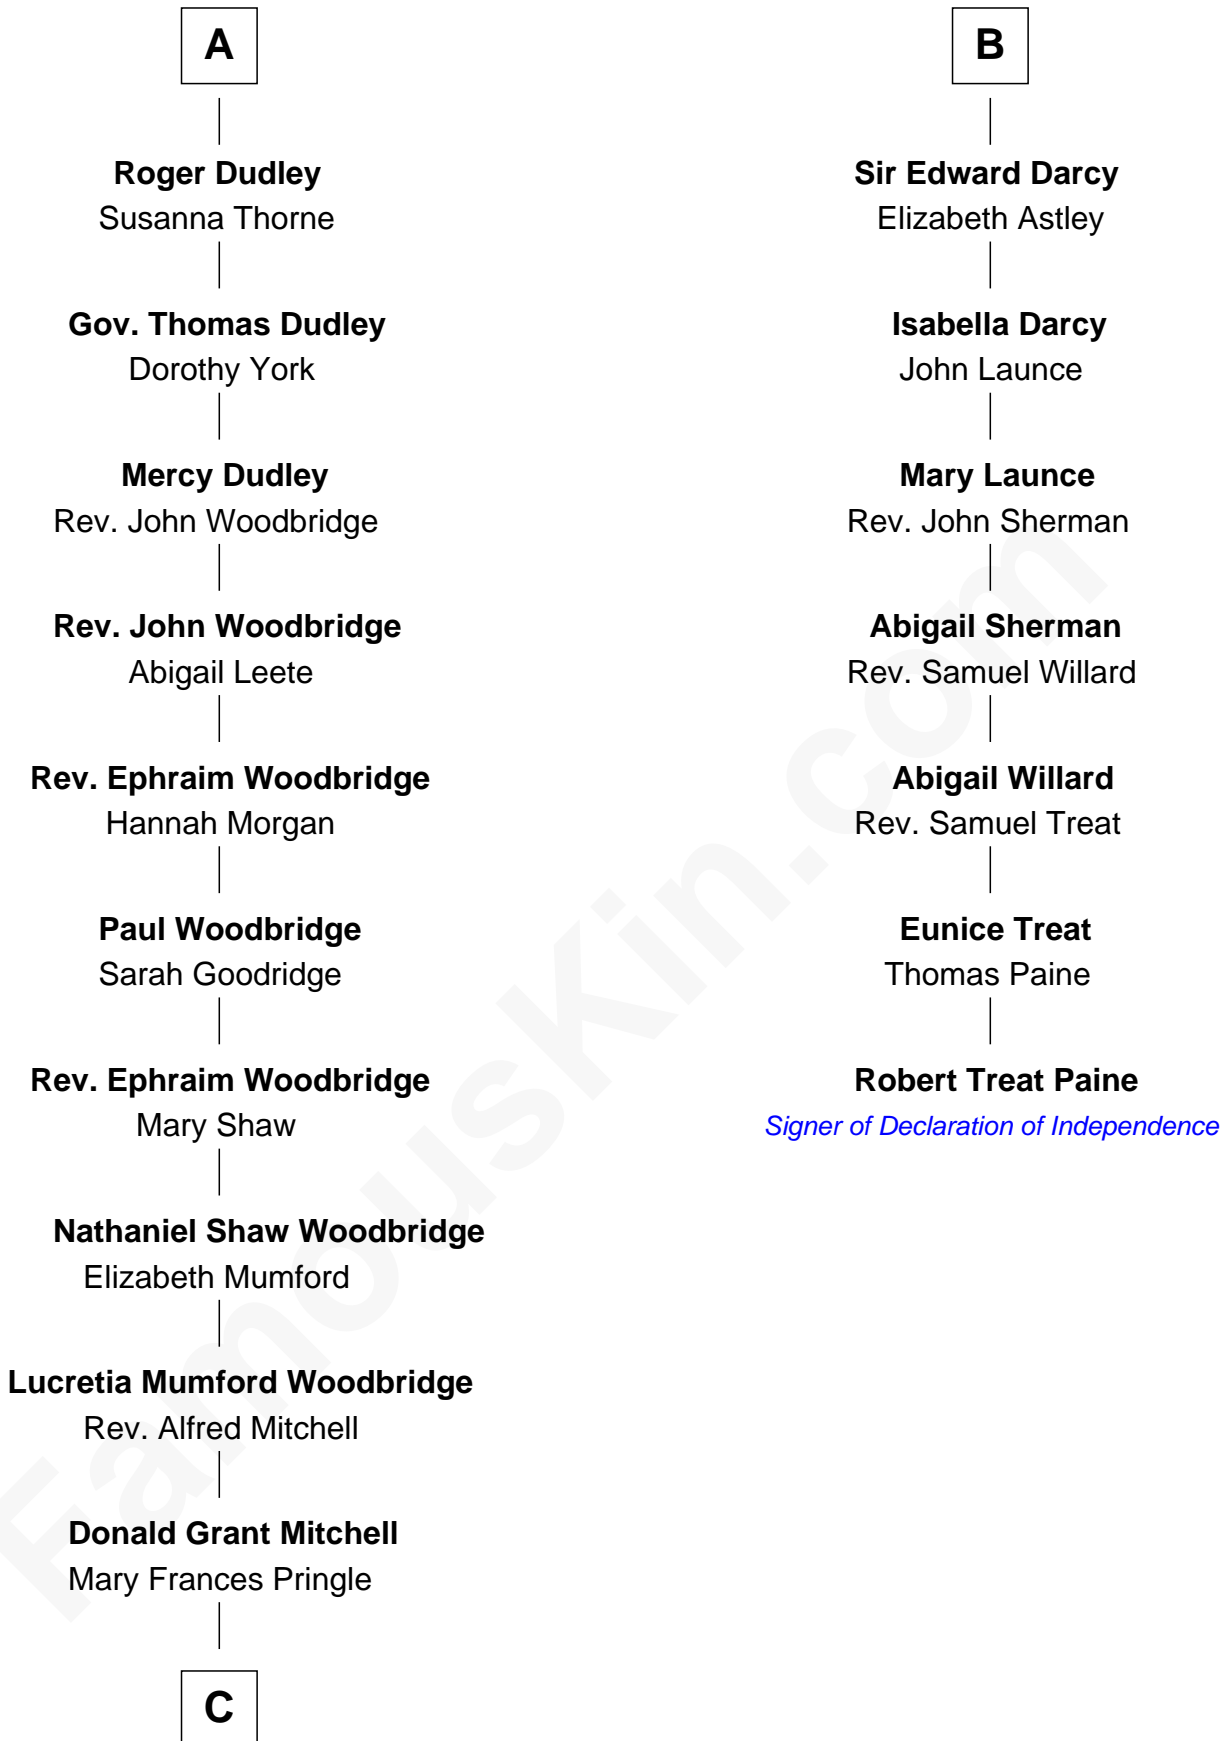 A
Roger Dudley
Susanna Thorne
Gov. Thomas Dudley
Dorothy York
Mercy Dudley
Rev. John Woodbridge
Rev. John Woodbridge
Abigail Leete
Rev. Ephraim Woodbridge
Hannah Morgan
Paul Woodbridge
Sarah Goodridge
Rev. Ephraim Woodbridge
Mary Shaw
Nathaniel Shaw Woodbridge
Elizabeth Mumford
Lucretia Mumford Woodbridge
Rev. Alfred Mitchell
Donald Grant Mitchell
Mary Frances Pringle
C
B
Sir Edward Darcy
Elizabeth Astley
Isabella Darcy
John Launce
Mary Launce
Rev. John Sherman
Abigail Sherman
Rev. Samuel Willard
Abigail Willard
Rev. Samuel Treat
Eunice Treat
Thomas Paine
Robert Treat Paine
Signer of Declaration of Independence
FamousKin.com